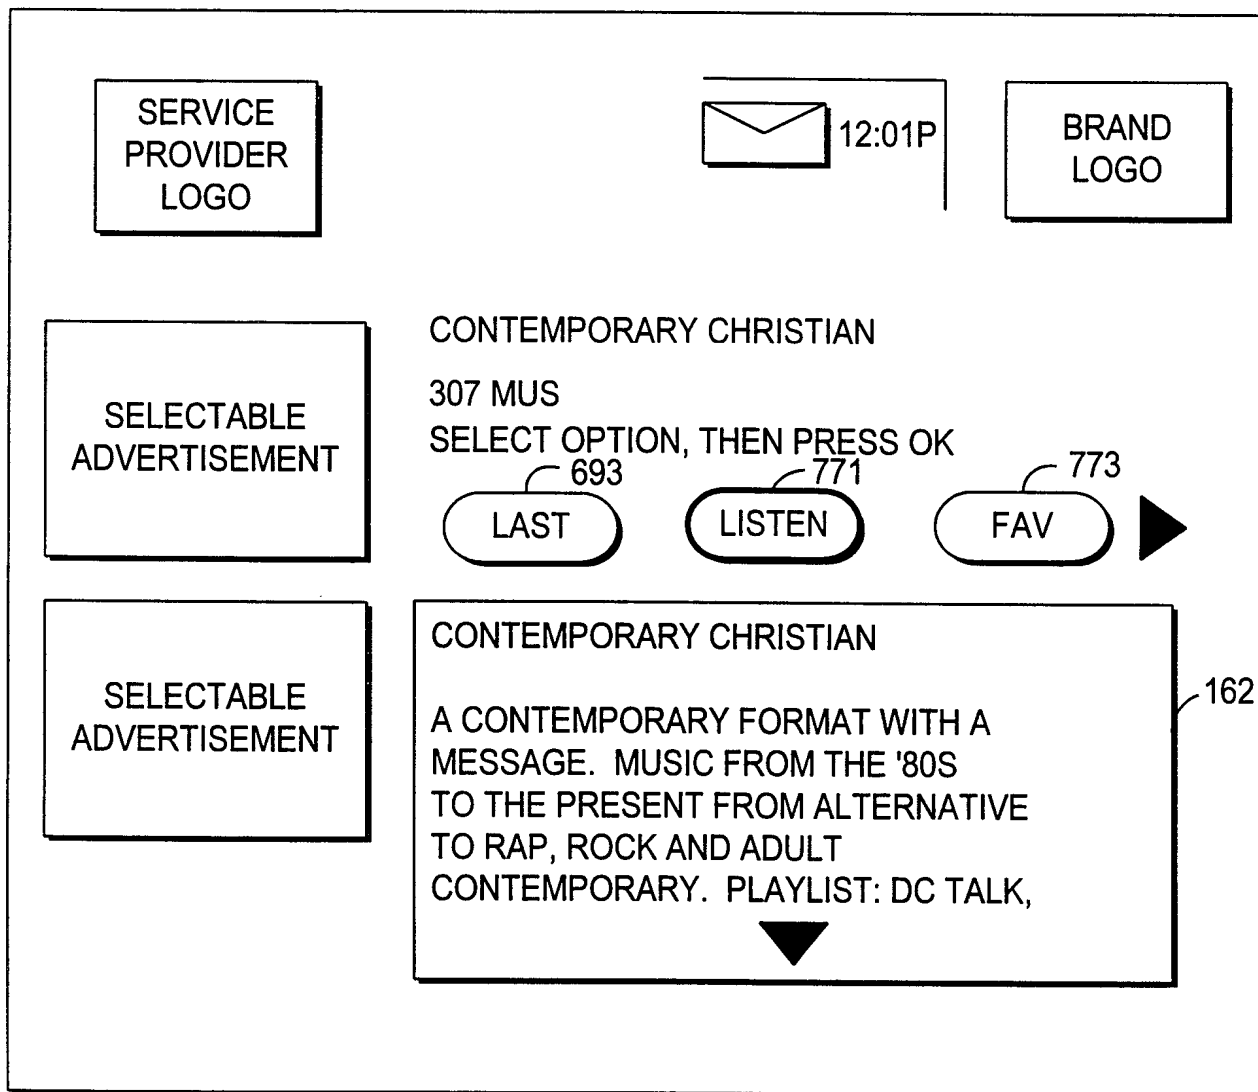 SERVICE
PROVIDER
LOGO
12:01P
BRAND
LOGO
SELECTABLE
ADVERTISEMENT
CONTEMPORARY CHRISTIAN
307 MUS
SELECT OPTION, THEN PRESS OK
693
771
773
LAST
LISTEN
FAV
SELECTABLE
ADVERTISEMENT
CONTEMPORARY CHRISTIAN
A CONTEMPORARY FORMAT WITH A
MESSAGE. MUSIC FROM THE '80S
TO THE PRESENT FROM ALTERNATIVE
TO RAP, ROCK AND ADULT
CONTEMPORARY. PLAYLIST: DC TALK,
162